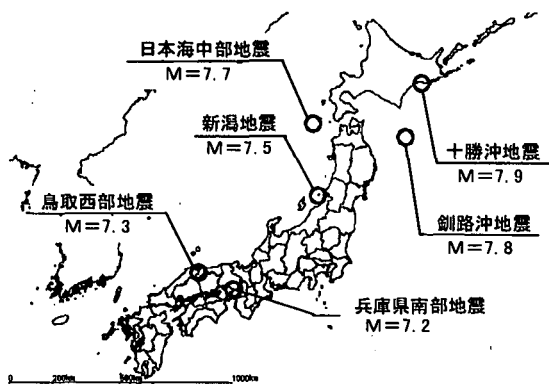 日本海中部地震
M=7.7
新潟地震
M=7.5
十勝沖地震
M=7.9
鳥取西部地震
M=7.3
釧路沖地震
M=7.8
兵庫県南部地震
M=7.2
0 200km 1000km